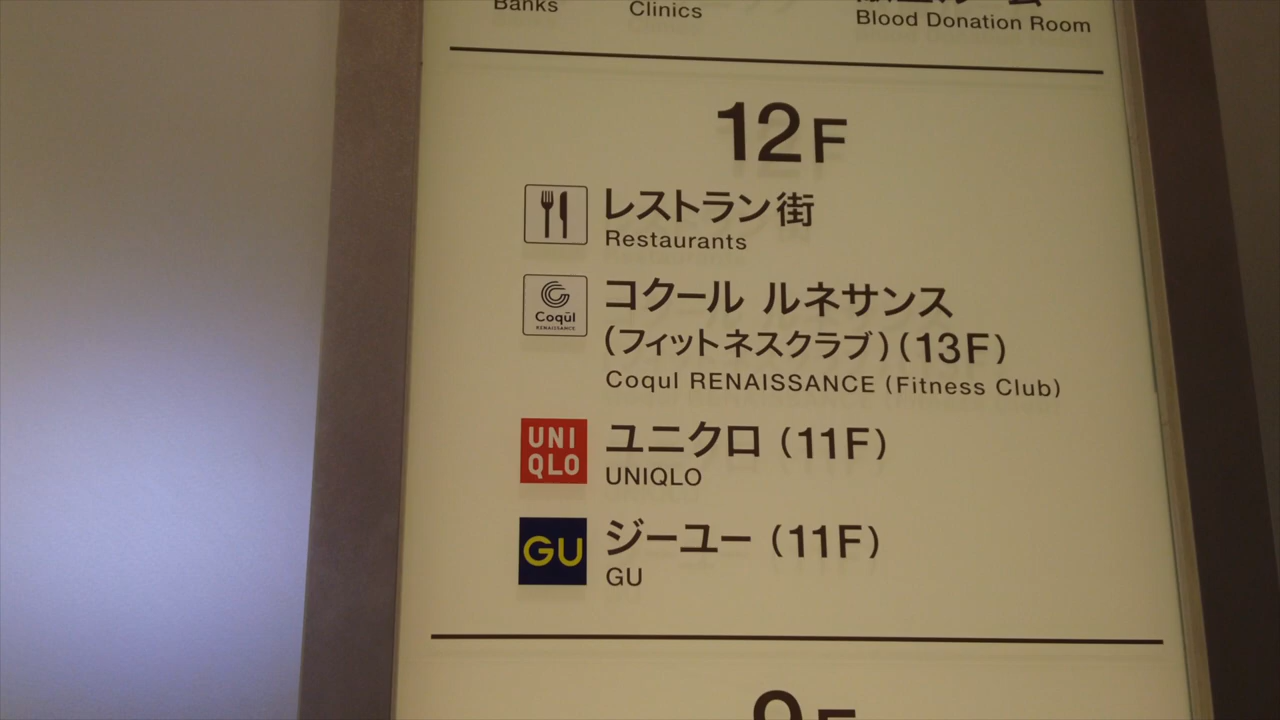 Banks Clinics Blood Donation Room
12F
レストラン街
Restaurants
Coqūl
RENAISSANCE
コクール ルネサンス
(フィットネスクラブ)(13F)
Coqul RENAISSANCE (Fitness Club)
UNI
QLO
ユニクロ (11F)
UNIQLO
GU
ジーユー (11F)
GU
9F